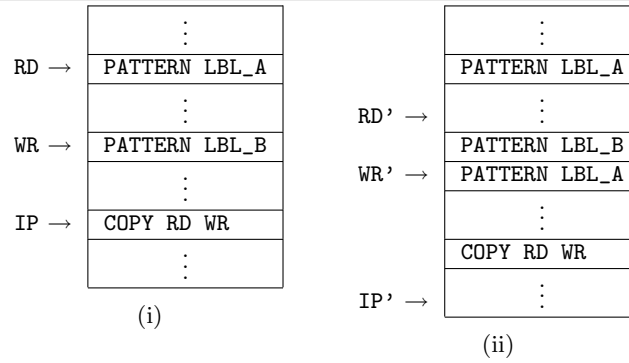 RD → PATTERN LBL_A
WR → PATTERN LBL_B
IP → COPY RD WR
(i)
PATTERN LBL_A
RD' →
PATTERN LBL_B
WR' → PATTERN LBL_A
COPY RD WR
IP' →
(ii)